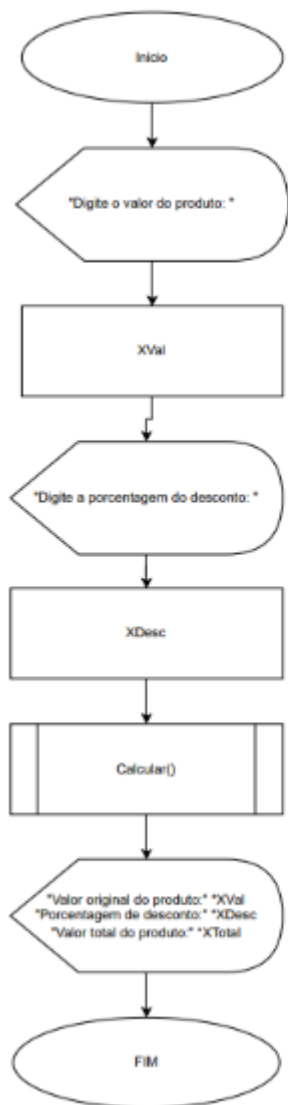 Inicio
"Digite o valor do produto: "
XVal
"Digite a porcentagem do desconto: "
XDesc
Calcular()
"Valor original do produto:" "XVal
"Porcentagem de desconto:" "XDesc
"Valor total do produto:" "XTotal
FIM